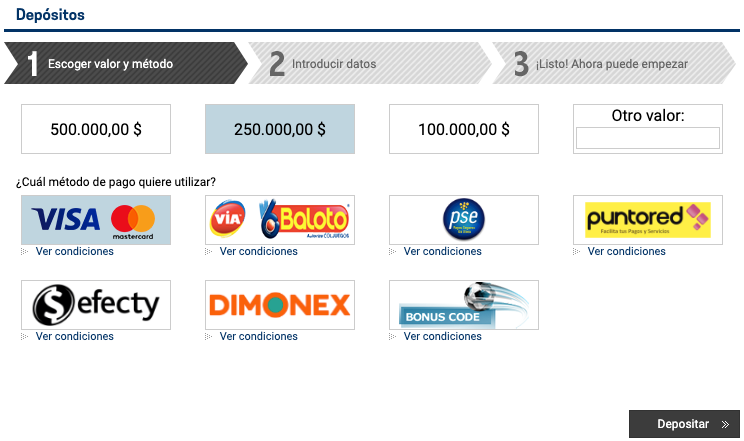 Depósitos
1 Escoger valor y método
2 Introducir datos
3 ¡Listo! Ahora puede empezar
500.000,00 $
250.000,00 $
100.000,00 $
Otro valor:
¿Cuál método de pago quiere utilizar?
VISA mastercard
VIA Baloto
Autoriza COLJUEGOS
pse
puntored
Facilita tus Pagos y Servicios
Ver condiciones
Ver condiciones
Ver condiciones
Ver condiciones
$ efecty
DIMONEX
BONUS CODE
Ver condiciones
Ver condiciones
Ver condiciones
Depositar »